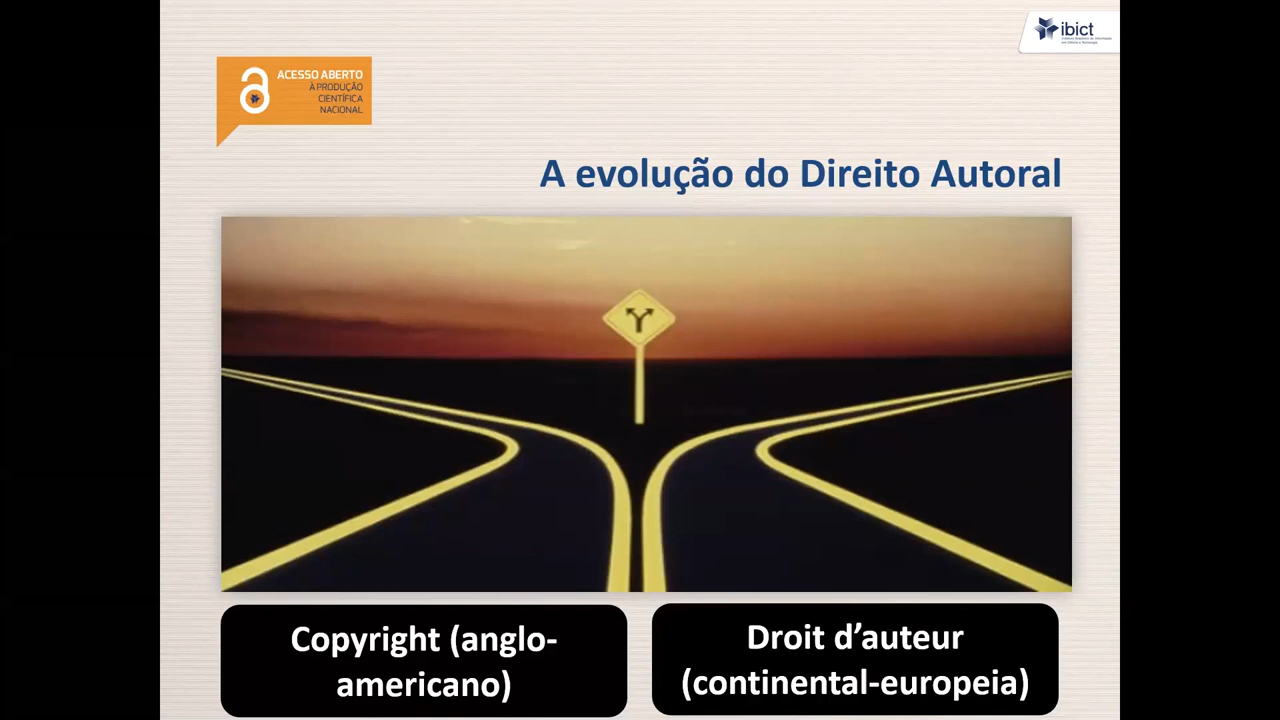 ibict
ACESSO ABERTO
À PRODUÇÃO
CIENTÍFICA
NACIONAL
A evolução do Direito Autoral
Copyright (anglo-
americano)
Droit d’auteur
(continental-europeia)